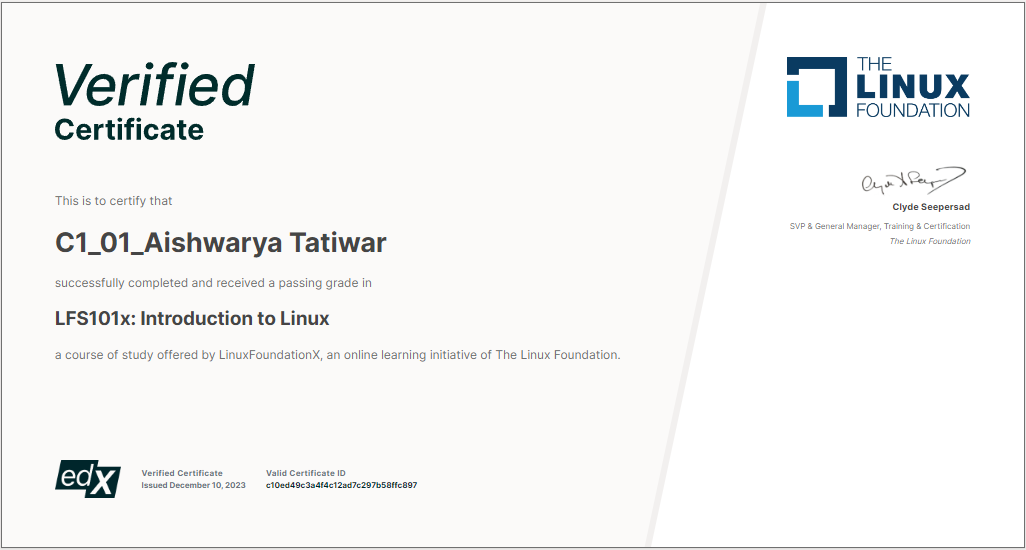 Verified
Certificate
This is to certify that
C1_01_Aishwarya Tatiwar
successfully completed and received a passing grade in
LFS101x: Introduction to Linux
a course of study offered by LinuxFoundationX, an online learning initiative of The Linux Foundation.
edX
Verified Certificate
Issued December 10, 2023
Valid Certificate ID
c10ed49c3a4f4c12ad7c297b58ffc897
THE
LINUX
FOUNDATION
Clyde Seepersad
SVP & General Manager, Training & Certification
The Linux Foundation